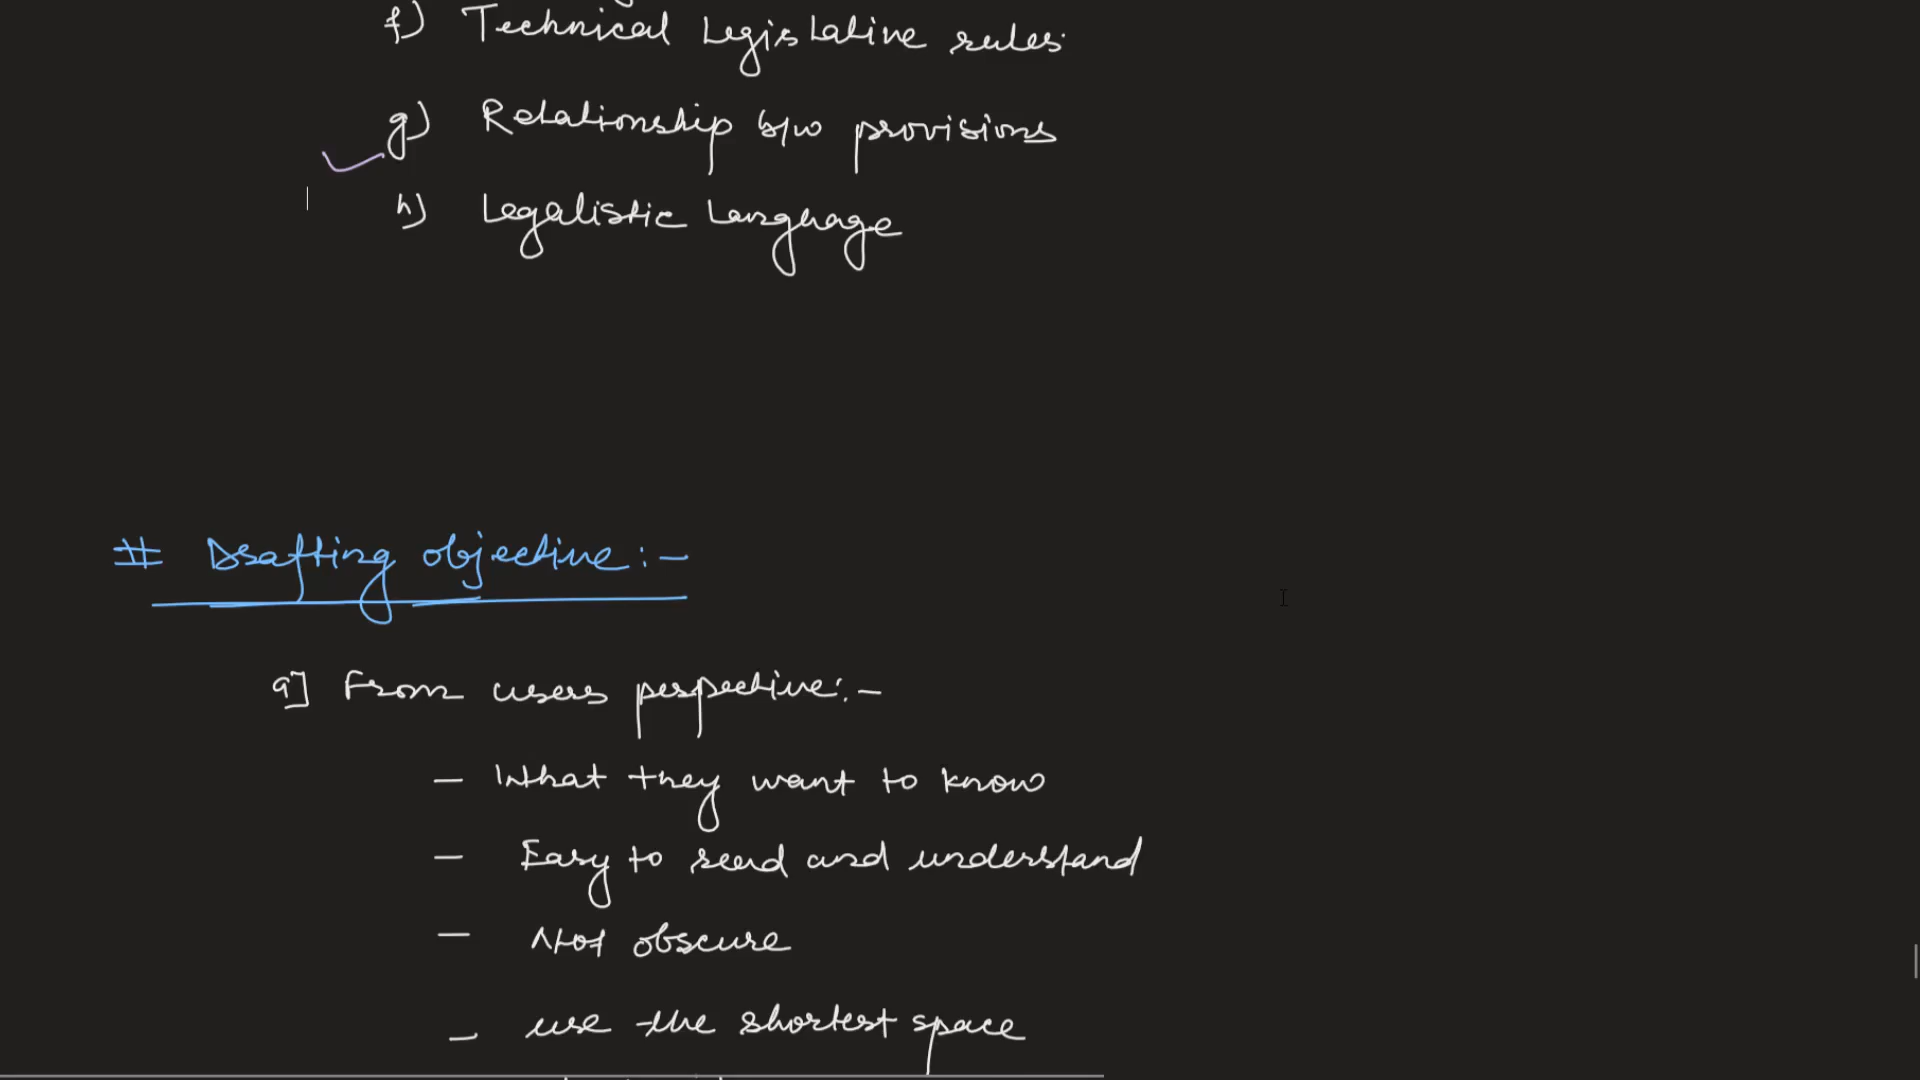 f) Technical Legislative rules.
g) Relationship b/w provisions
h) Legalistic Language
# Drafting objective:-
a] From users perspective:-
- What they want to know
- Easy to read and understand
- Not obscure
- use the shortest space